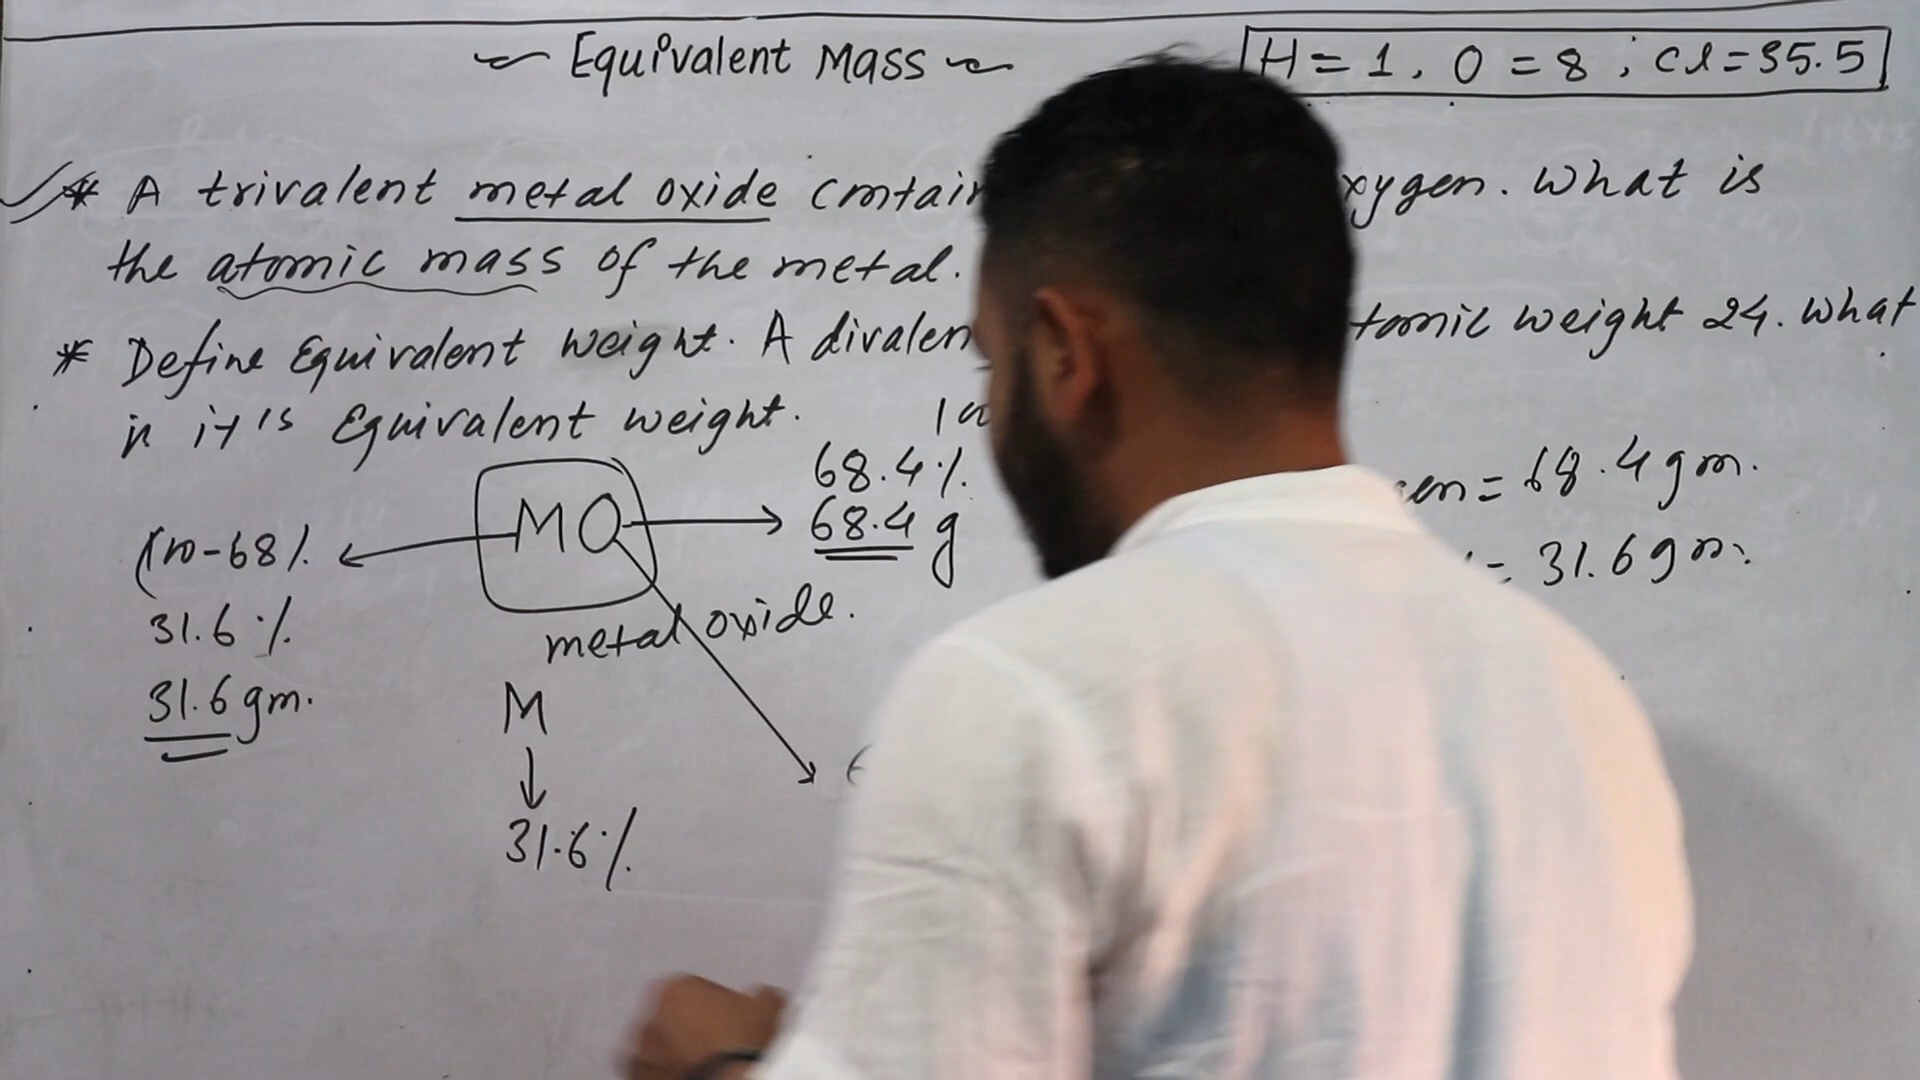 Equivalent Mass
H = 1, O = 8 ; cl = 35.5
* A trivalent metal oxide contain xygen. What is
the atomic mass of the metal.
* Define Equivalent weight. A divalen tomic weight 24. what
is it's Equivalent weight.
68.4%
MO
68.4 g
en = 68.4 gm.
(100-68%
= 31.6 gm.
31.6 %
metal oxide.
31.6 gm.
M
31.6%